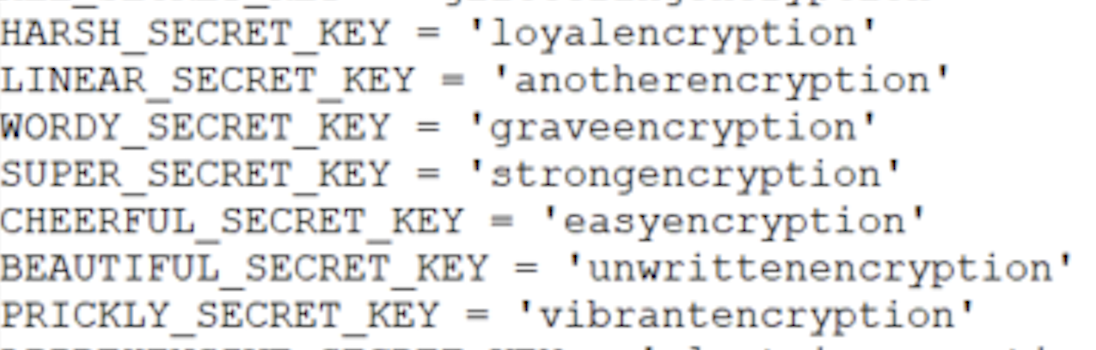 HARSH_SECRET_KEY = 'loyalencryption'
LINEAR_SECRET_KEY = 'anotherencryption'
WORDY_SECRET_KEY = 'graveencryption'
SUPER_SECRET_KEY = 'strongencryption'
CHEERFUL_SECRET_KEY = 'easyencryption'
BEAUTIFUL_SECRET_KEY = 'unwrittenencryption'
PRICKLY_SECRET_KEY = 'vibrantencryption'